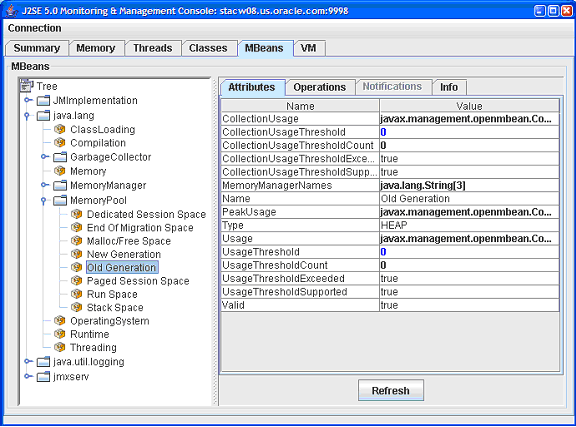 J2SE 5.0 Monitoring & Management Console: stacw08.us.oracle.com:9998
Connection
Summary Memory Threads Classes MBeans VM
MBeans
Tree
JMImplementation
java.lang
ClassLoading
Compilation
GarbageCollector
Memory
MemoryManager
MemoryPool
Dedicated Session Space
End Of Migration Space
Malloc/Free Space
New Generation
Old Generation
Paged Session Space
Run Space
Stack Space
OperatingSystem
Runtime
Threading
java.util.logging
jmxserv
Attributes Operations Notifications Info
Name Value
CollectionUsage javax.management.openmbean.Co...
CollectionUsageThreshold 0
CollectionUsageThresholdCount 0
CollectionUsageThresholdExce... true
CollectionUsageThresholdSupp... true
MemoryManagerNames java.lang.String[3]
Name Old Generation
PeakUsage javax.management.openmbean.Co...
Type HEAP
Usage javax.management.openmbean.Co...
UsageThreshold 0
UsageThresholdCount 0
UsageThresholdExceeded true
UsageThresholdSupported true
Valid true
Refresh